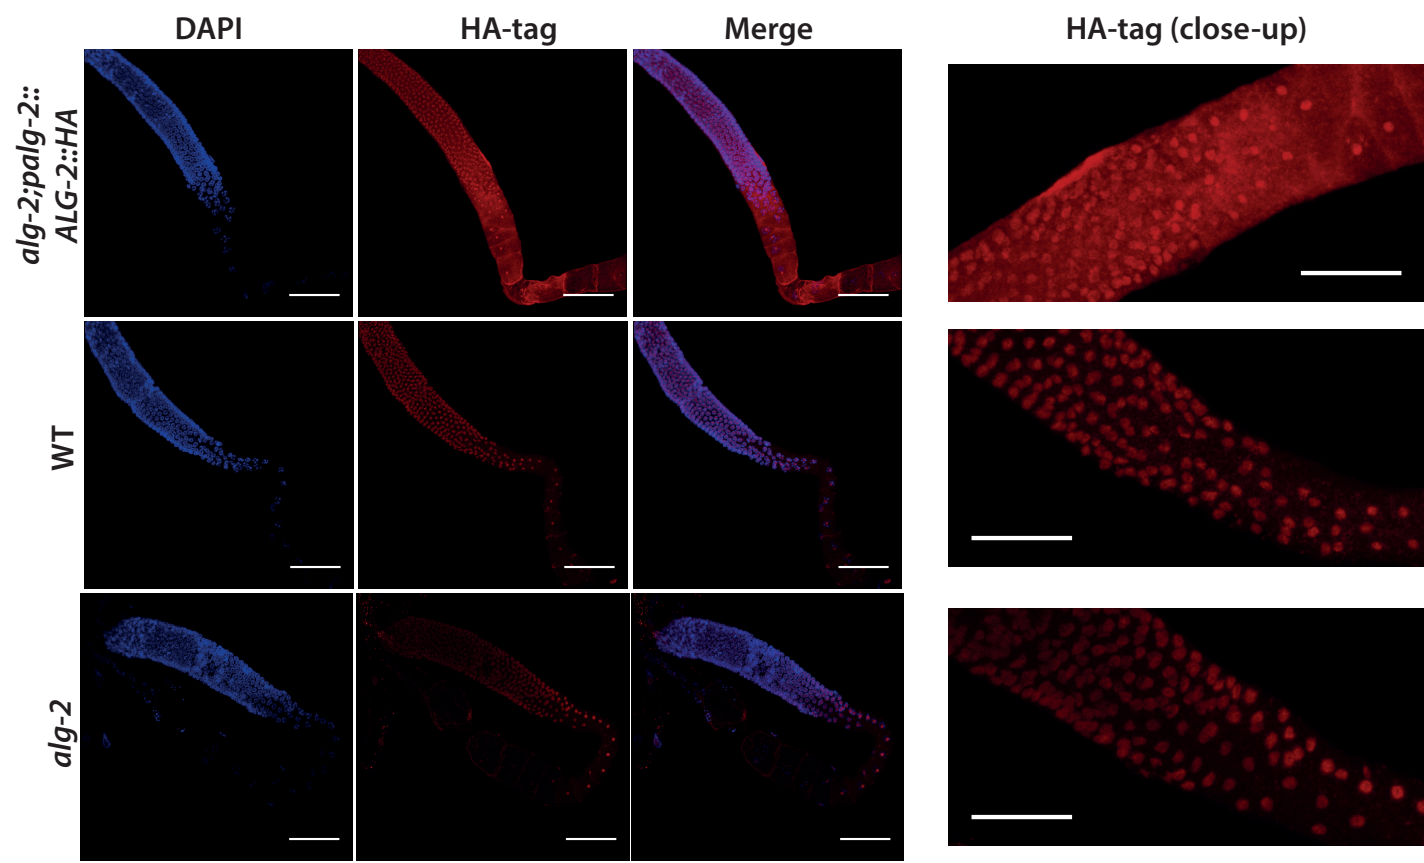 DAPI
HA-tag
Merge
HA-tag (close-up)
alg-2;palg-2::
ALG-2::HA
WT
alg-2